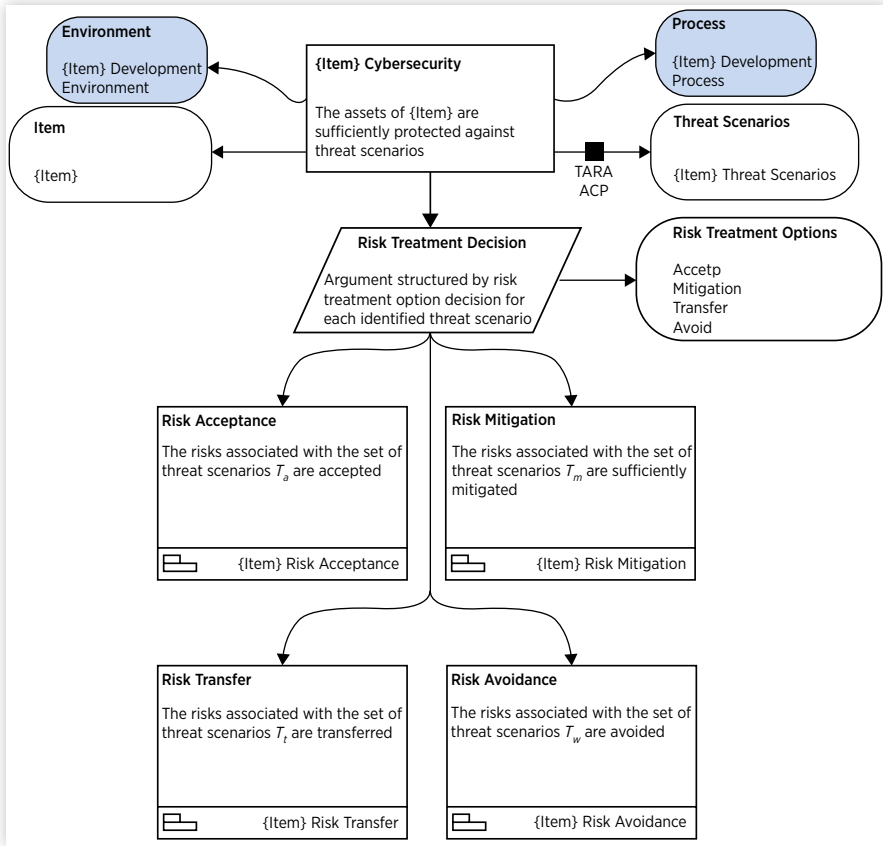 Environment
{Item} Development
Environment
{Item} Cybersecurity
The assets of {Item} are
sufficiently protected against
threat scenarios
Process
{Item} Development
Process
Item
{Item}
Threat Scenarios
{Item} Threat Scenarios
TARA
ACP
Risk Treatment Decision
Argument structured by risk
treatment option decision for
each identified threat scenario
Risk Treatment Options
Accetp
Mitigation
Transfer
Avoid
Risk Acceptance
The risks associated with the set of
threat scenarios T_a are accepted
{Item} Risk Acceptance
Risk Mitigation
The risks associated with the set of
threat scenarios T_m are sufficiently
mitigated
{Item} Risk Mitigation
Risk Transfer
The risks associated with the set of
threat scenarios T_t are transferred
{Item} Risk Transfer
Risk Avoidance
The risks associated with the set of
threat scenarios T_w are avoided
{Item} Risk Avoidance